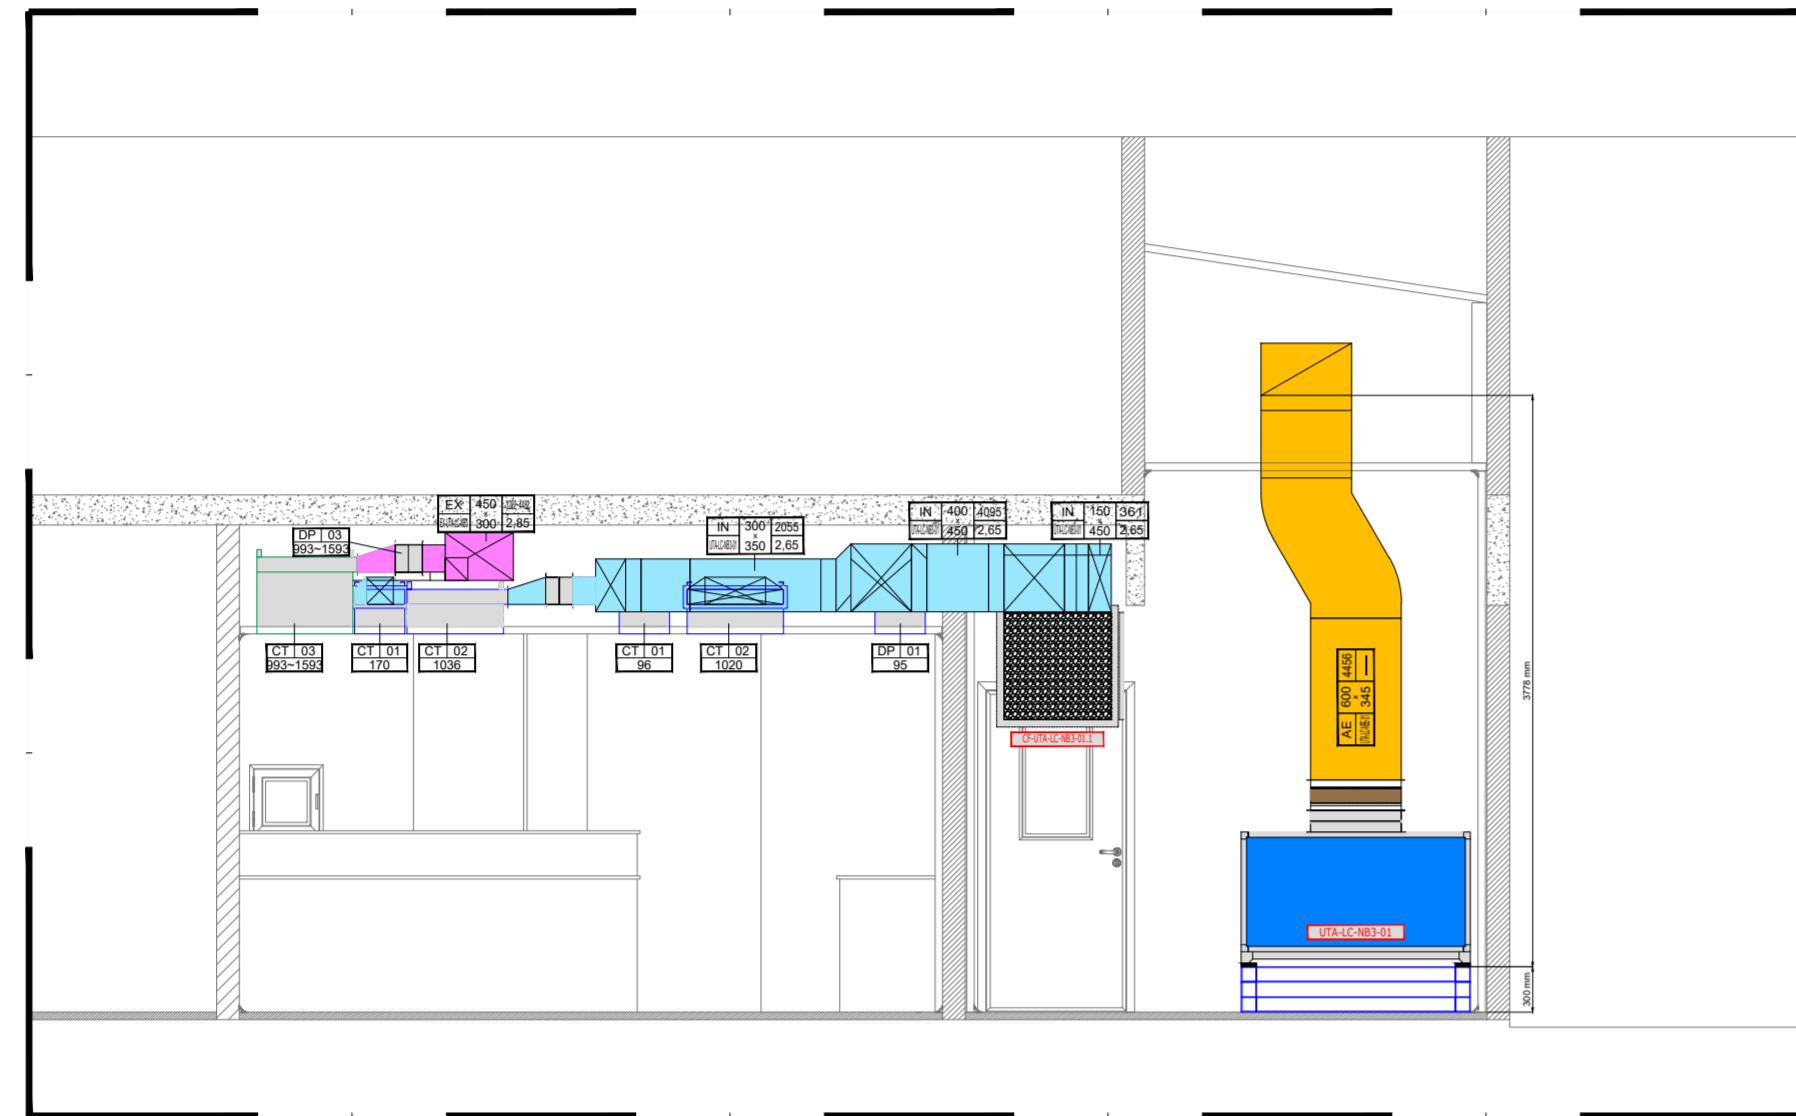 EX 450 x 300 2,85
DP 03
993~1593
IN 300 x 350 2055 2,65
IN 400 x 450 4095 2,65
IN 150 x 450 361 2,65
CT 03
993~1593
CT 01
170
CT 02
1036
CT 01
96
CT 02
1020
DP 01
95
CF-UTA-LC-NB3-01.1
AE 600 x 345 4456
3778 mm
UTA-LC-NB3-01
300 mm